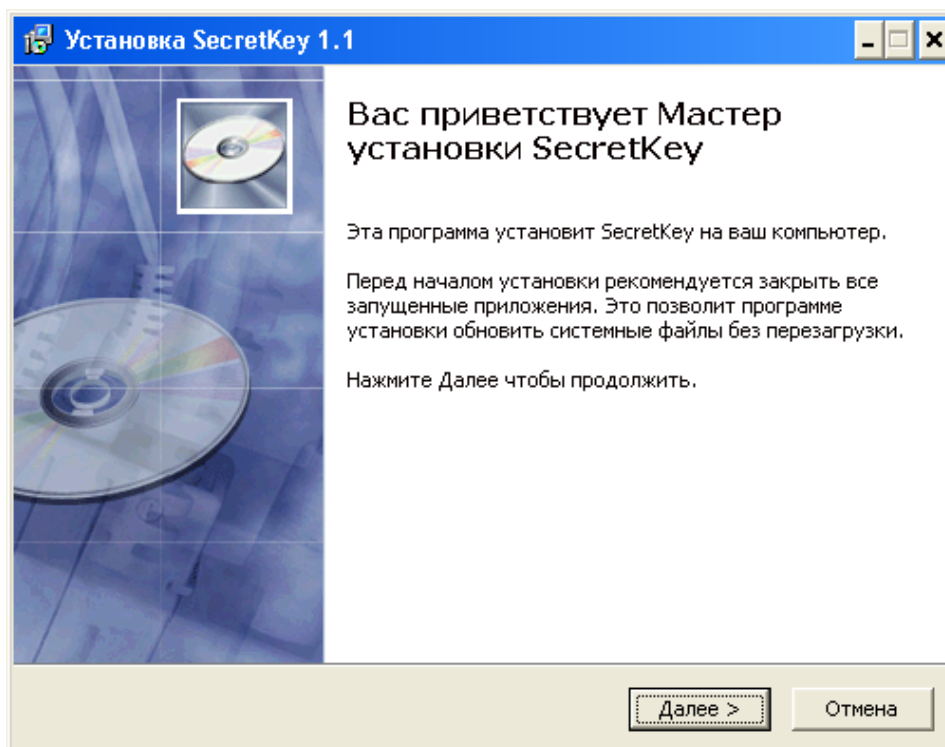 Установка SecretKey 1.1
Вас приветствует Мастер
установки SecretKey
Эта программа установит SecretKey на ваш компьютер.
Перед началом установки рекомендуется закрыть все
запущенные приложения. Это позволит программе
установки обновить системные файлы без перезагрузки.
Нажмите Далее чтобы продолжить.
Далее >
Отмена